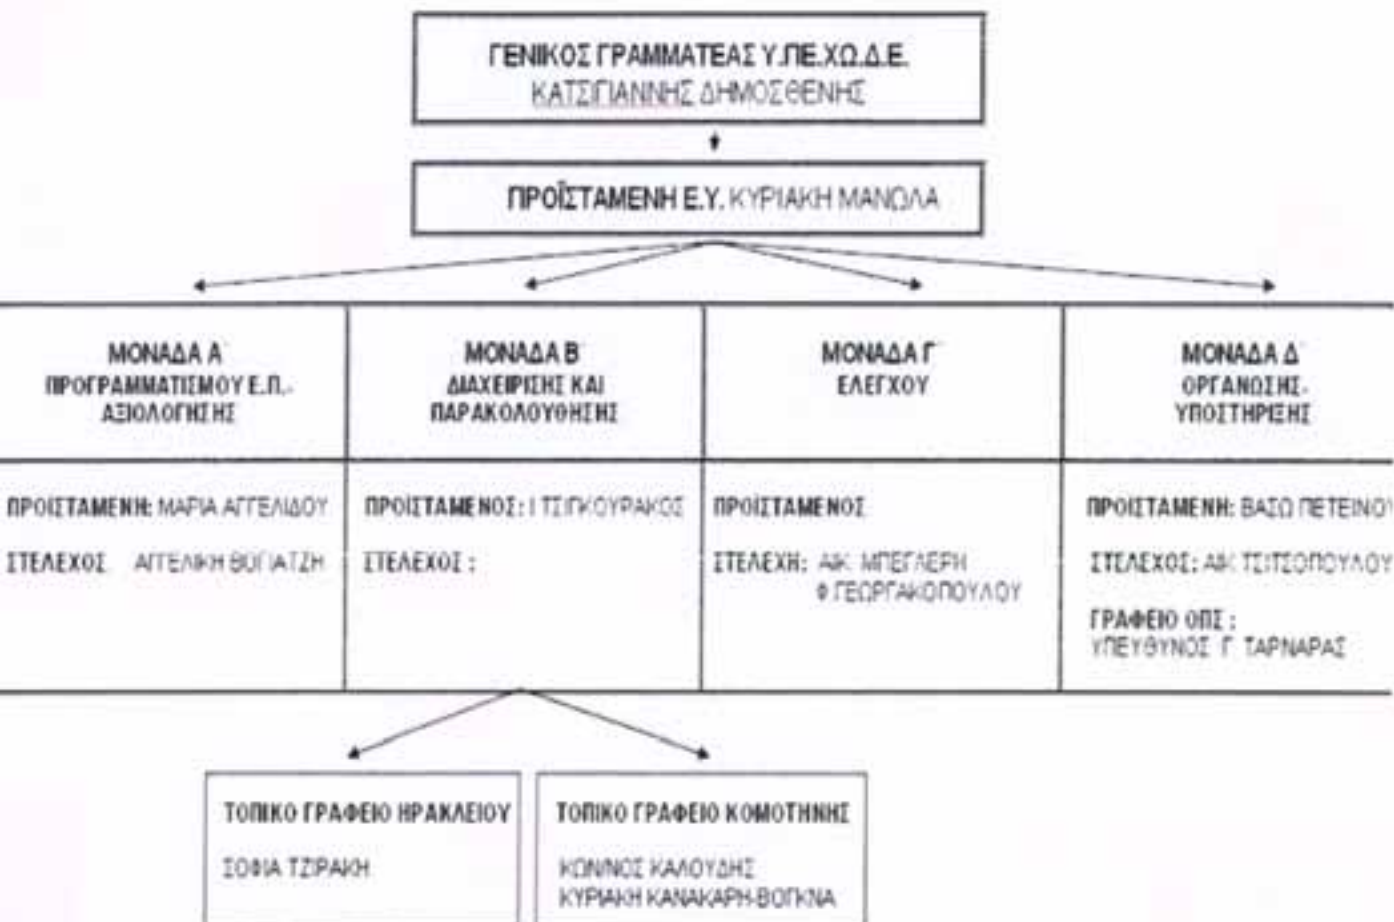 ΓΕΝΙΚΟΣ ΓΡΑΜΜΑΤΕΑΣ Υ.ΠΕ.ΧΩ.Δ.Ε.
ΚΑΤΣΙΓΙΑΝΝΗΣ ΔΗΜΟΣΘΕΝΗΣ
ΠΡΟΪΣΤΑΜΕΝΗ Ε.Υ. ΚΥΡΙΑΚΗ ΜΑΝΩΛΑ
ΜΟΝΑΔΑ Α΄
ΠΡΟΓΡΑΜΜΑΤΙΣΜΟΥ Ε.Π.-
ΑΞΙΟΛΟΓΗΣΗΣ
ΠΡΟΪΣΤΑΜΕΝΗ: ΜΑΡΙΑ ΑΓΓΕΛΙΔΟΥ
ΣΤΕΛΕΧΟΣ ΑΓΓΕΛΙΚΗ ΒΟΓΙΑΤΖΗ
ΜΟΝΑΔΑ Β΄
ΔΙΑΧΕΙΡΙΣΗΣ ΚΑΙ
ΠΑΡΑΚΟΛΟΥΘΗΣΗΣ
ΠΡΟΪΣΤΑΜΕΝΟΣ: Ι ΤΣΙΓΚΟΥΡΑΚΟΣ
ΣΤΕΛΕΧΟΣ :
ΜΟΝΑΔΑ Γ΄
ΕΛΕΓΧΟΥ
ΠΡΟΪΣΤΑΜΕΝΟΣ
ΣΤΕΛΕΧΗ: ΑΙΚ. ΜΠΕΓΛΕΡΗ
Φ.ΓΕΩΡΓΑΚΟΠΟΥΛΟΥ
ΜΟΝΑΔΑ Δ΄
ΟΡΓΑΝΩΣΗΣ-
ΥΠΟΣΤΗΡΙΞΗΣ
ΠΡΟΪΣΤΑΜΕΝΗ: ΒΑΣΩ ΠΕΤΕΙΝΟΥ
ΣΤΕΛΕΧΟΣ: ΑΙΚ. ΤΣΙΤΣΟΠΟΥΛΟΥ
ΓΡΑΦΕΙΟ ΟΠΣ :
ΥΠΕΥΘΥΝΟΣ Γ. ΤΑΡΝΑΡΑΣ
ΤΟΠΙΚΟ ΓΡΑΦΕΙΟ ΗΡΑΚΛΕΙΟΥ
ΣΟΦΙΑ ΤΖΙΡΑΚΗ
ΤΟΠΙΚΟ ΓΡΑΦΕΙΟ ΚΟΜΟΤΗΝΗΣ
ΚΩΝ/ΝΟΣ ΚΑΛΟΥΔΗΣ
ΚΥΡΙΑΚΗ ΚΑΝΑΚΑΡΗ-ΒΟΓΚΝΑ